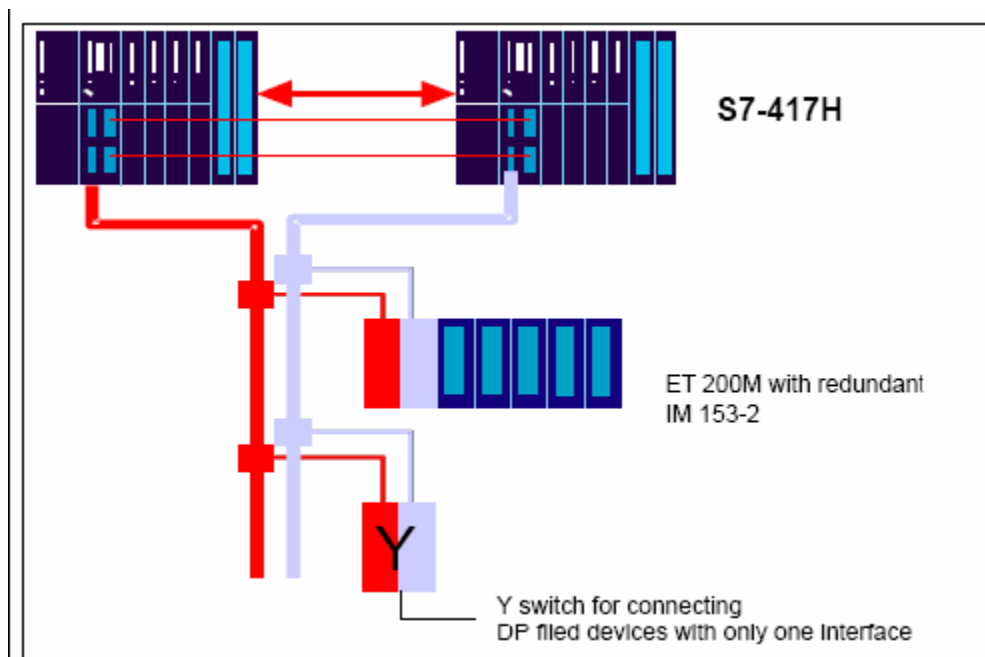 S7-417H
ET 200M with redundant
IM 153-2
Y
Y switch for connecting
DP filed devices with only one Interface